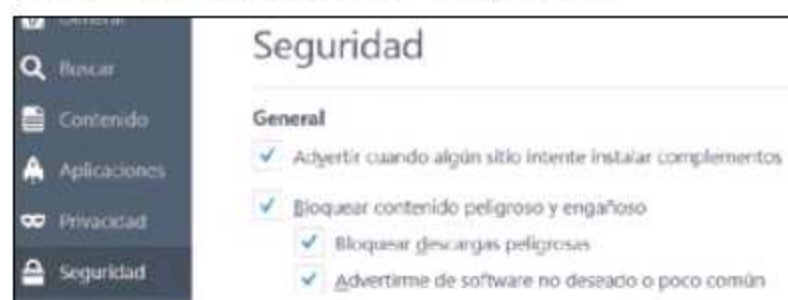 General
Buscar
Contenido
Aplicaciones
Privacidad
Seguridad
Seguridad
General
Advertir cuando algún sitio intente instalar complementos
Bloquear contenido peligroso y engañoso
Bloquear descargas peligrosas
Advertirme de software no deseado o poco común